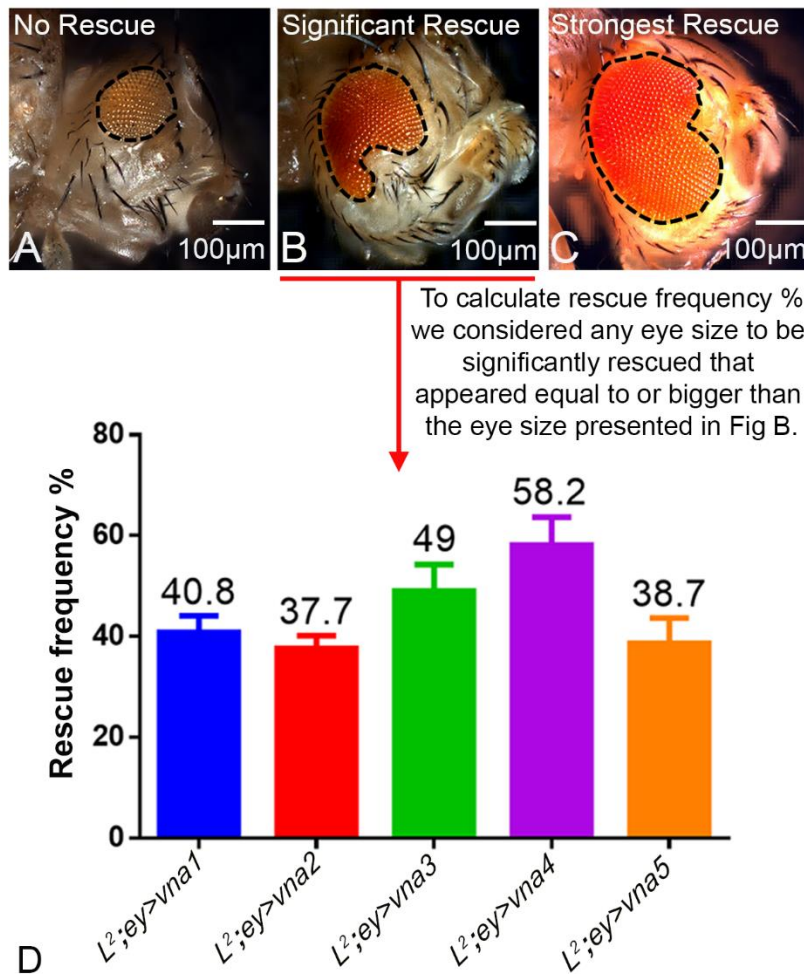 No Rescue
Significant Rescue
Strongest Rescue
A
100µm
B
100µm
C
100µm
To calculate rescue frequency %
we considered any eye size to be
significantly rescued that
appeared equal to or bigger than
the eye size presented in Fig B.
Rescue frequency %
80
60
40
20
0
40.8
37.7
49
58.2
38.7
L²;ey>vna1
L²;ey>vna2
L²;ey>vna3
L²;ey>vna4
L²;ey>vna5
D